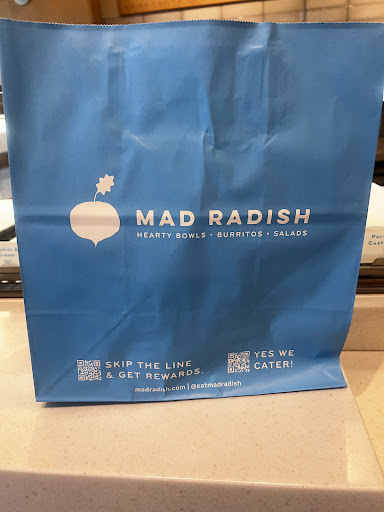 MAD RADISH
HEARTY BOWLS • BURRITOS • SALADS
SKIP THE LINE
& GET REWARDS.
YES WE
CATER!
madradish.com | @eatmadradish